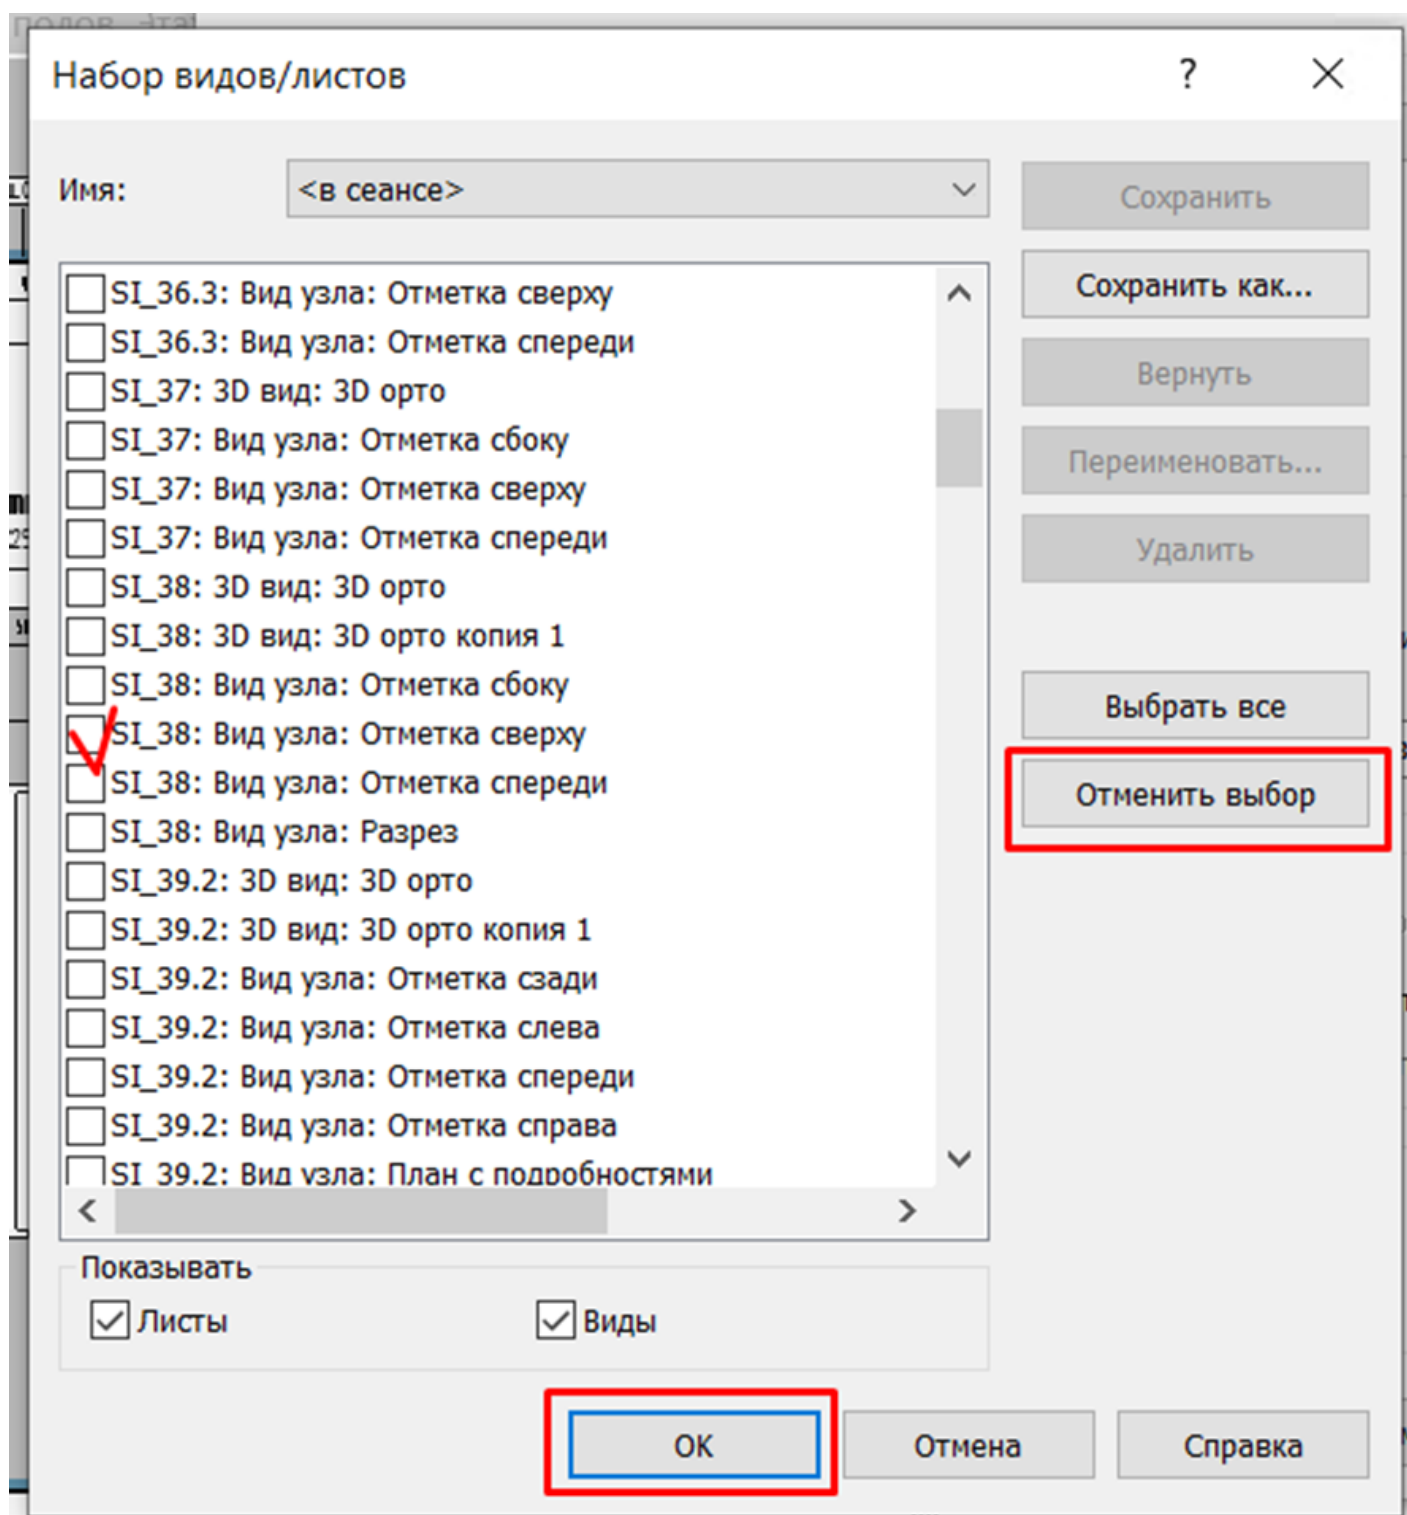 Набор видов/листов
?
Имя:
<в сеансе>
Сохранить
Сохранить как...
Вернуть
Переименовать...
Удалить
Выбрать все
Отменить выбор
SI_36.3: Вид узла: Отметка сверху
SI_36.3: Вид узла: Отметка спереди
SI_37: 3D вид: 3D орто
SI_37: Вид узла: Отметка сбоку
SI_37: Вид узла: Отметка сверху
SI_37: Вид узла: Отметка спереди
SI_38: 3D вид: 3D орто
SI_38: 3D вид: 3D орто копия 1
SI_38: Вид узла: Отметка сбоку
SI_38: Вид узла: Отметка сверху
SI_38: Вид узла: Отметка спереди
SI_38: Вид узла: Разрез
SI_39.2: 3D вид: 3D орто
SI_39.2: 3D вид: 3D орто копия 1
SI_39.2: Вид узла: Отметка сзади
SI_39.2: Вид узла: Отметка слева
SI_39.2: Вид узла: Отметка спереди
SI_39.2: Вид узла: Отметка справа
SI_39.2: Вид узла: План с подробностями
Показывать
Листы
Виды
OK
Отмена
Справка